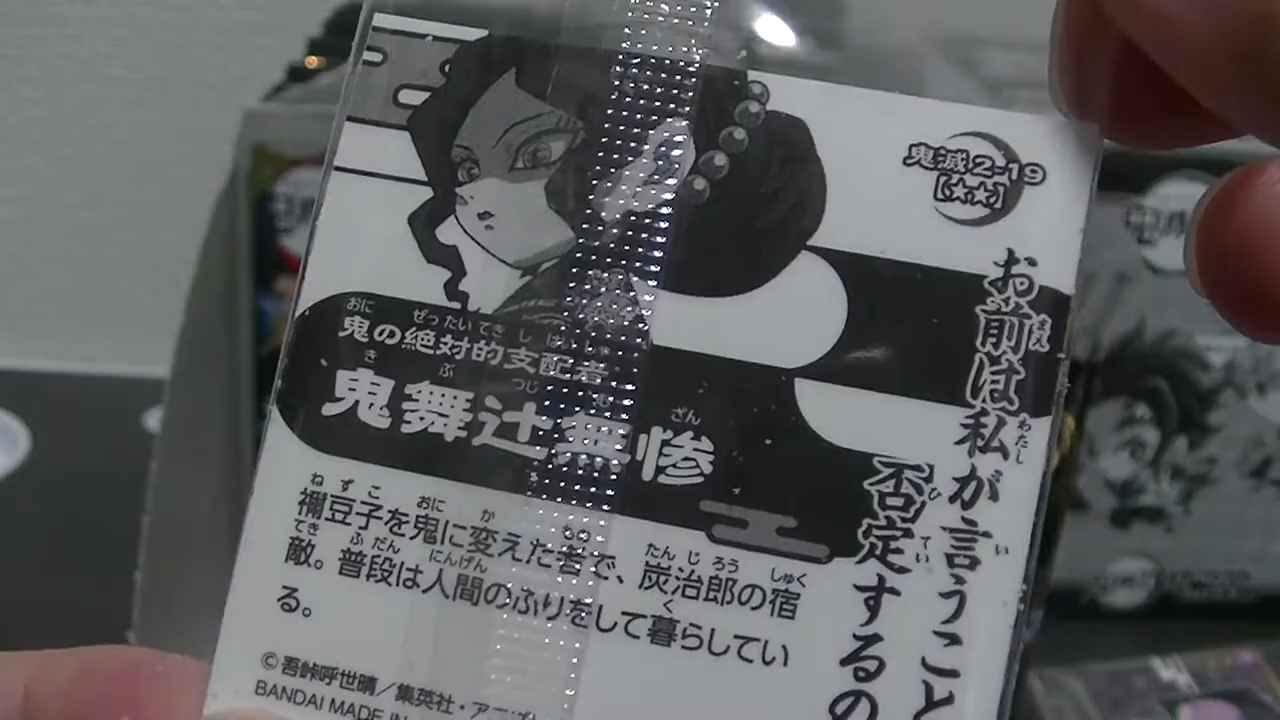 鬼滅2-19
[★★]
お前は私が言うこと
否定するの
鬼の絶対的支配者
鬼舞辻無惨
禰豆子を鬼に変えた者で、炭治郎の宿
敵。普段は人間のふりをして暮らしてい
る。
©吾峠呼世晴／集英社・アニ
BANDAI MADE IN